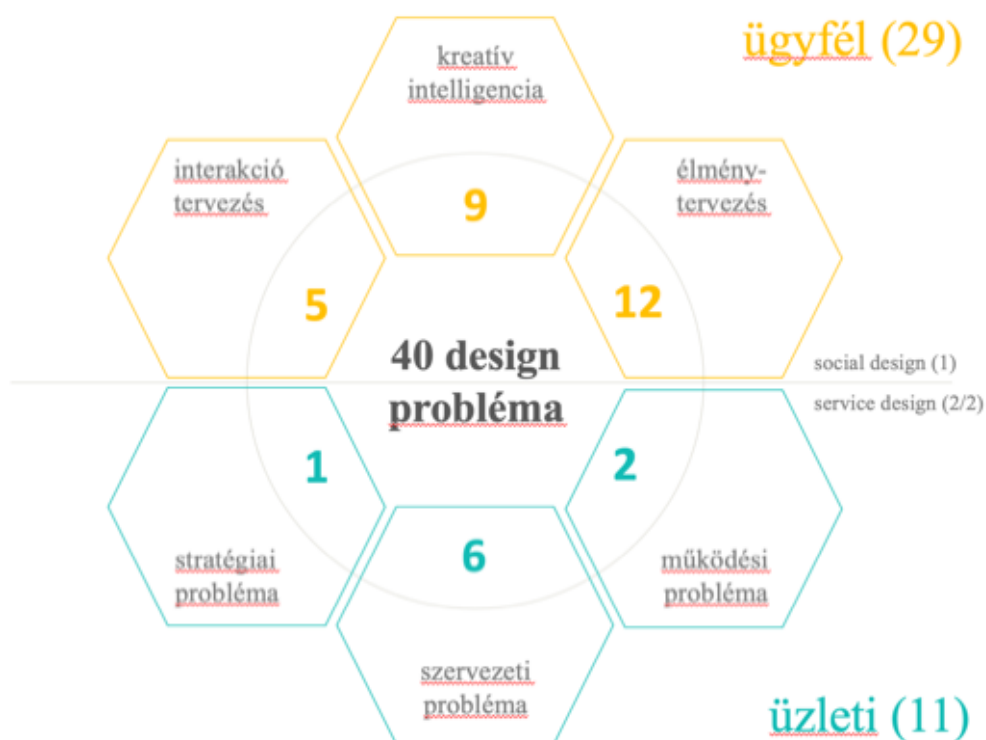 ügyfél (29)
kreatív
intelligencia
interakció
tervezés
élmény-
tervezés
9
5
12
40 design
probléma
social design (1)
service design (2/2)
1
2
6
stratégiai
probléma
működési
probléma
szervezeti
probléma
üzleti (11)